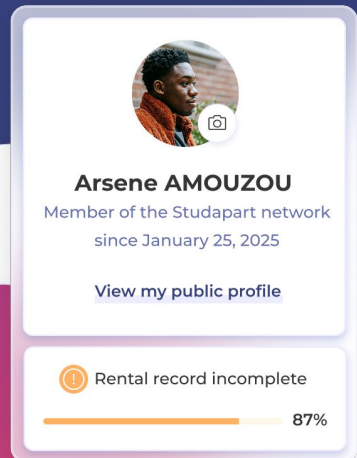 Arsene AMOUZOU
Member of the Studapart network
since January 25, 2025
View my public profile
! Rental record incomplete
87%